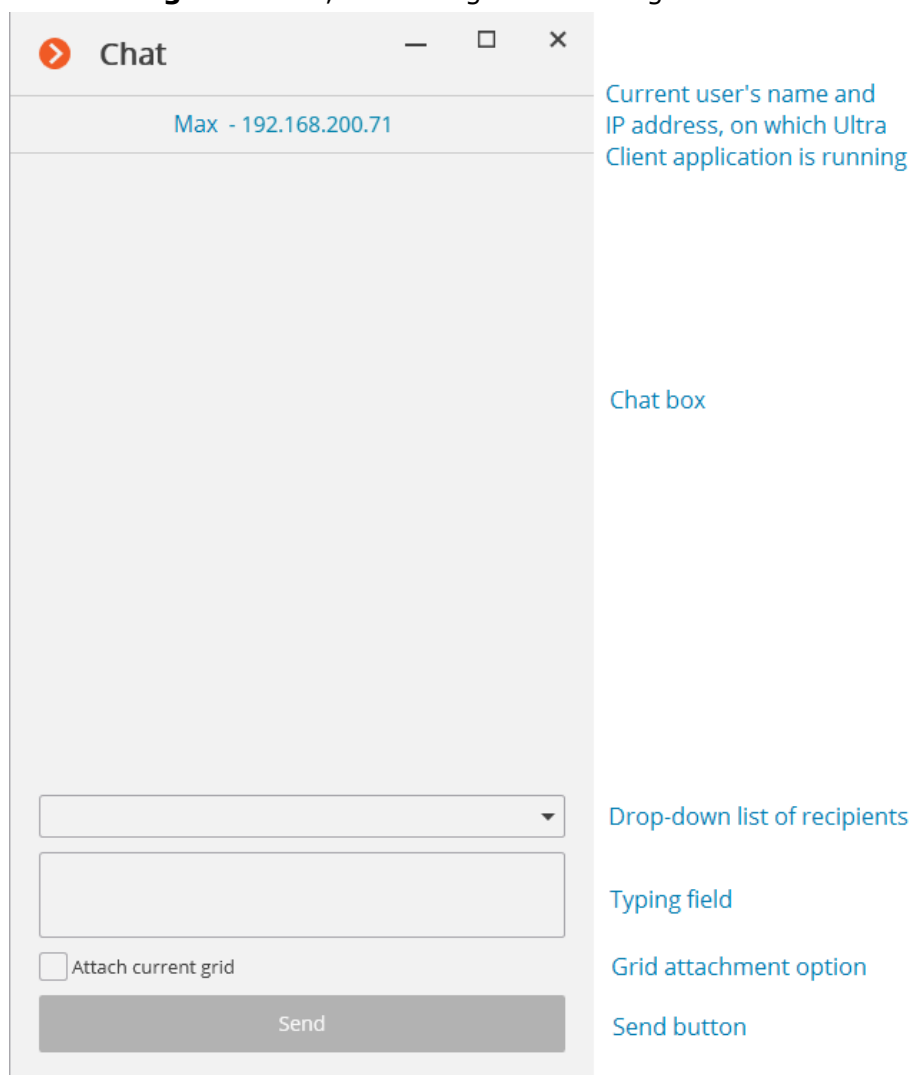 Chat
Current user's name and
Max - 192.168.200.71
IP address, on which Ultra
Client application is running
Chat box
Drop-down list of recipients
Typing field
Attach current grid
Grid attachment option
Send
Send button